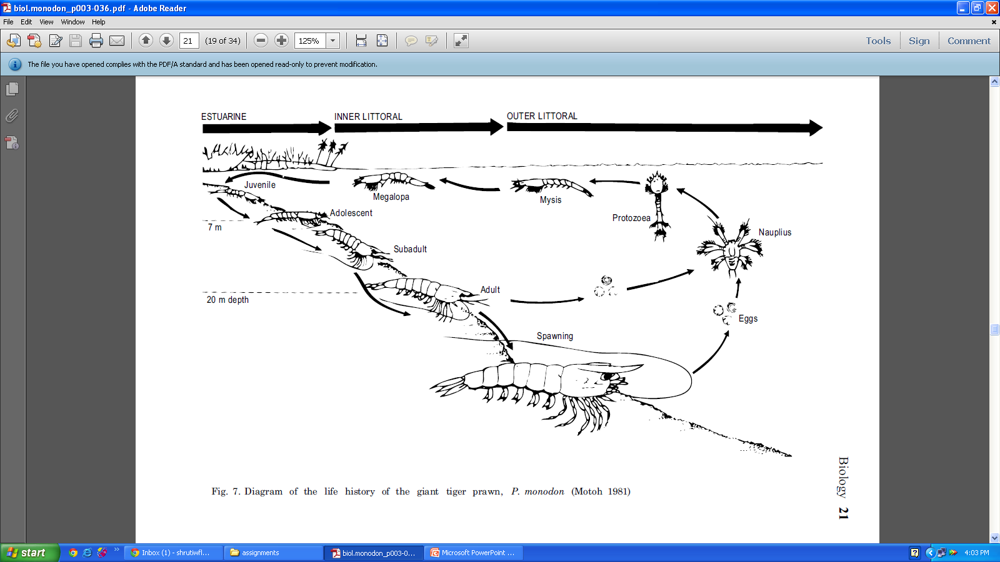 biol.monodon_p003-036.pdf - Adobe Reader
File Edit View Window Help
21 (19 of 34) 125% Tools Sign Comment
The file you have opened complies with the PDF/A standard and has been opened read-only to prevent modification.
ESTUARINE INNER LITTORAL OUTER LITTORAL
Juvenile
Megalopa
Mysis
Protozoea
Adolescent
7 m
Nauplius
Subadult
Adult
20 m depth
Eggs
Spawning
Fig. 7. Diagram of the life history of the giant tiger prawn, P. monodon (Motoh 1981)
Biology 21
start Inbox (1) - shrutiwfl... assignments biol.monodon_p003-0... Microsoft PowerPoint ... 4:03 PM